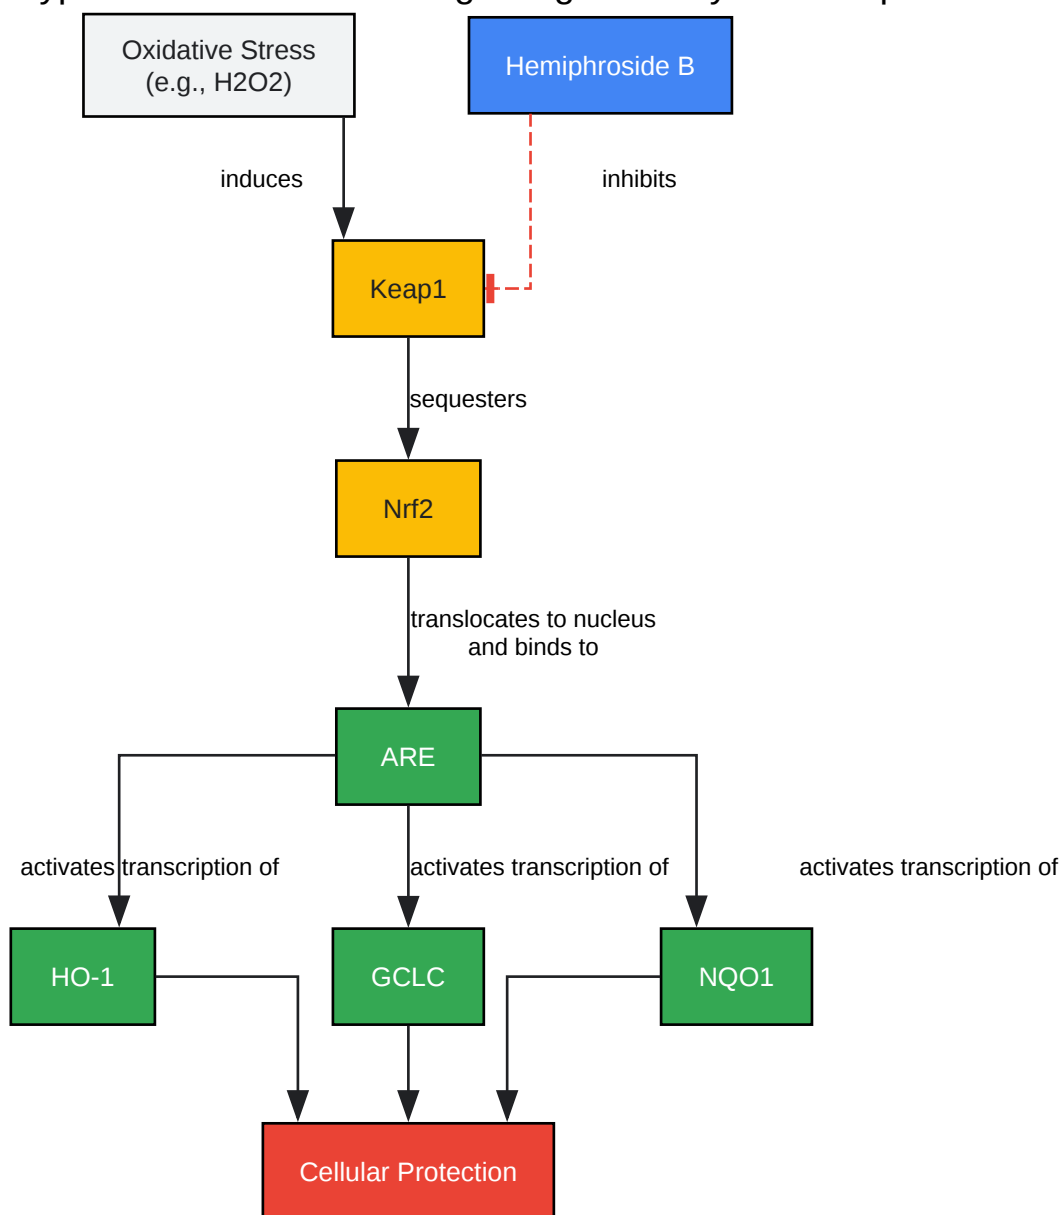 Oxidative Stress
(e.g., H2O2)
Hemiphroside B
induces
inhibits
Keap1
sequesters
Nrf2
translocates to nucleus
and binds to
ARE
activates transcription of
activates transcription of
activates transcription of
HO-1
GCLC
NQO1
Cellular Protection